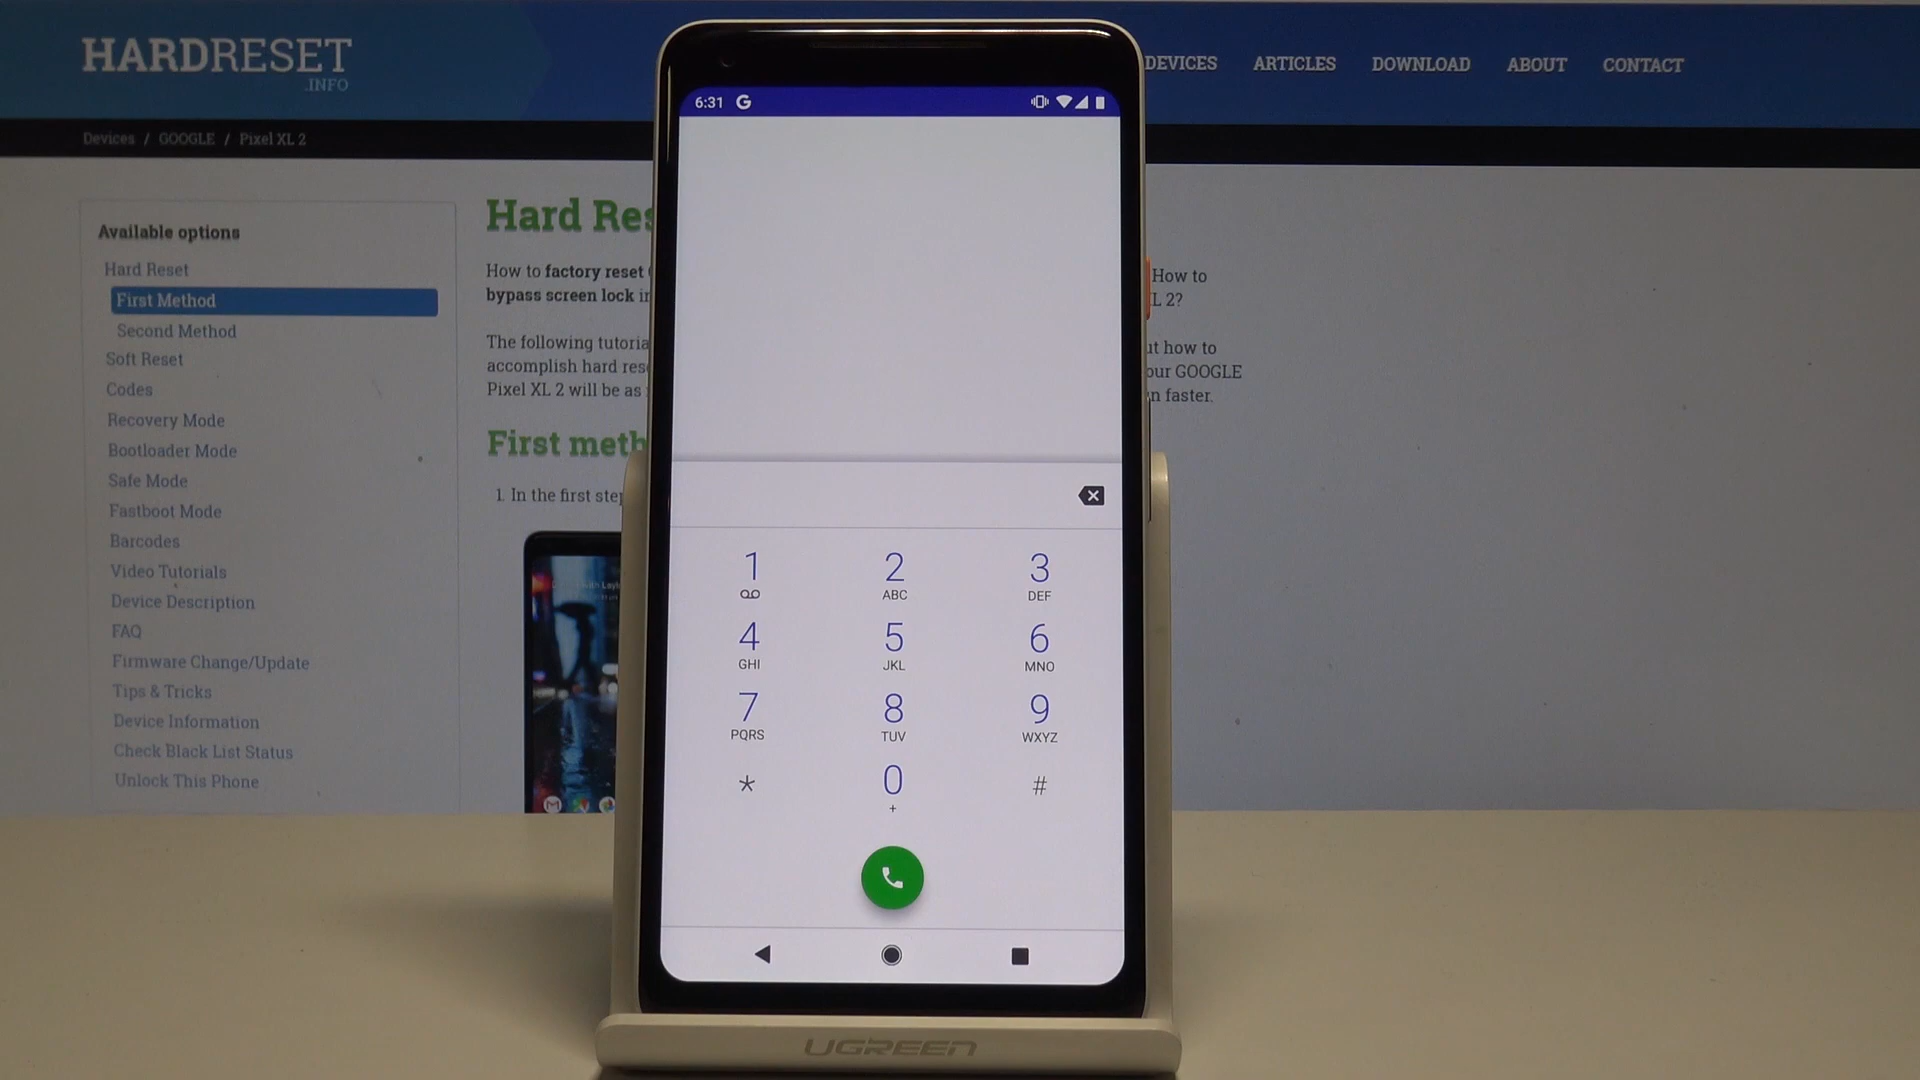 HARDRESET
.INFO
DEVICES ARTICLES DOWNLOAD ABOUT CONTACT
Devices / GOOGLE / Pixel XL 2
Available options
Hard Reset
First Method
Second Method
Soft Reset
Codes
Recovery Mode
Bootloader Mode
Safe Mode
Fastboot Mode
Barcodes
Video Tutorials
Device Description
FAQ
Firmware Change/Update
Tips & Tricks
Device Information
Check Black List Status
Unlock This Phone
Hard Res
How to factory reset
bypass screen lock in
The following tutoria
accomplish hard res
Pixel XL 2 will be as
First meth
1. In the first step
How to
XL 2?
ut how to
our GOOGLE
n faster.
6:31 G
1
2 ABC
3 DEF
4 GHI
5 JKL
6 MNO
7 PQRS
8 TUV
9 WXYZ
*
0 +
#
UGREEN